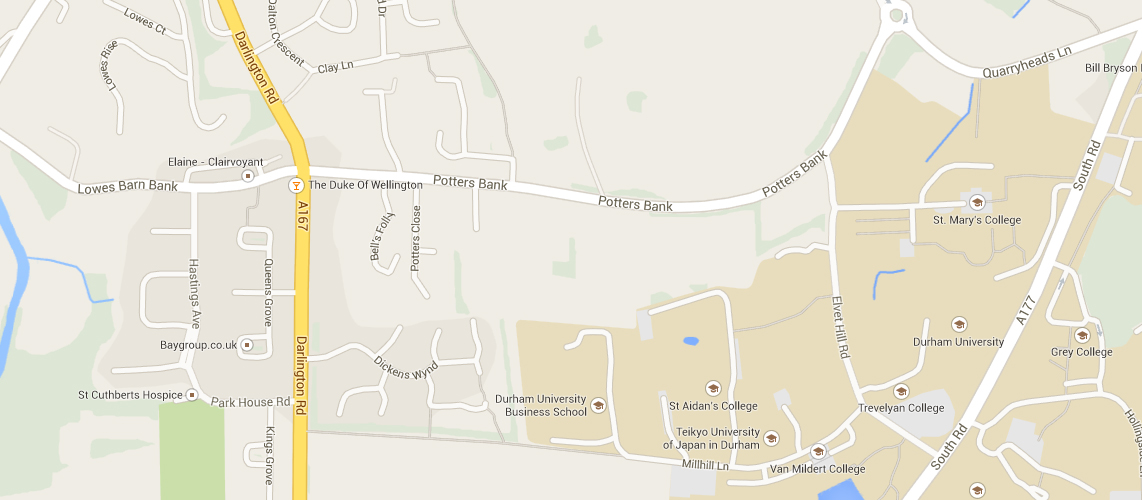 Lowes Ct
Dalton Crescent
d Dr
Lowes Rise
Darlington Rd
Clay Ln
Quarryheads Ln
Bill Bryson
Elaine - Clairvoyant
Lowes Barn Bank
The Duke Of Wellington
Potters Bank
Potters Bank
Potters Bank
South Rd
St. Mary's College
A167
Bell's Folly
Potters Close
Hastings Ave
Queens Grove
Elvet Hill Rd
A177
Durham University
Grey College
Baygroup.co.uk
Darlington Rd
Dickens Wynd
St Cuthberts Hospice
Park House Rd
Durham University
Business School
St Aidan's College
Trevelyan College
Teikyo University
of Japan in Durham
Kings Grove
Millhill Ln
Van Mildert College
South Rd